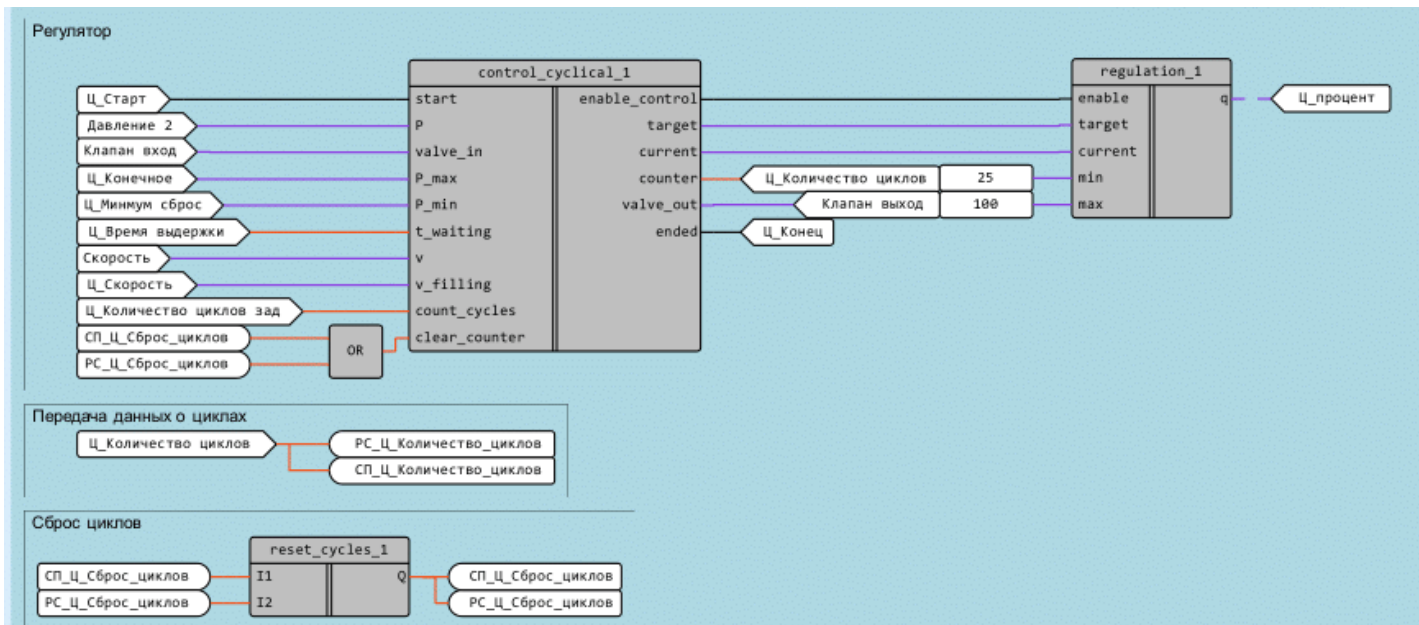 Регулятор
control_cyclical_1
regulation_1
Ц_Старт start enable_control enable q Ц_процент
Давление 2 P target target
Клапан вход valve_in current current
Ц_Конечное P_max counter Ц_Количество циклов 25 min
Ц_Минмум сброс P_min valve_out Клапан выход 100 max
Ц_Время выдержки t_waiting ended Ц_Конец
Скорость v
Ц_Скорость v_filling
Ц_Количество циклов зад count_cycles
СП_Ц_Сброс_циклов clear_counter
OR
РС_Ц_Сброс_циклов
Передача данных о циклах
Ц_Количество циклов РС_Ц_Количество_циклов
СП_Ц_Количество_циклов
Сброс циклов
reset_cycles_1
СП_Ц_Сброс_циклов I1 Q СП_Ц_Сброс_циклов
РС_Ц_Сброс_циклов I2 РС_Ц_Сброс_циклов